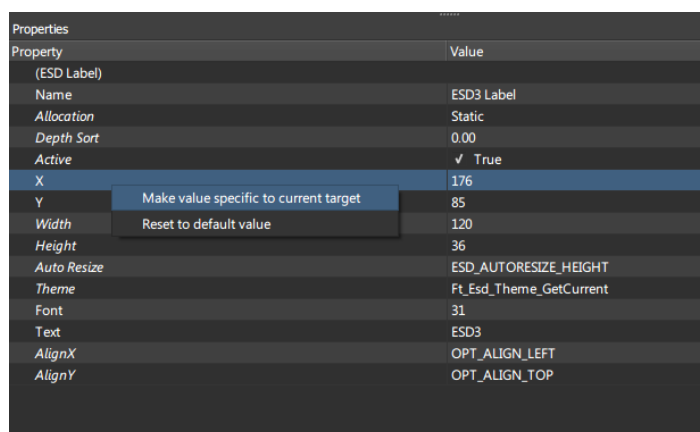 Properties
Property Value
(ESD Label)
Name ESD3 Label
Allocation Static
Depth Sort 0.00
Active ✓ True
X 176
Make value specific to current target
Y 85
Reset to default value
Width 120
Height 36
Auto Resize ESD_AUTORESIZE_HEIGHT
Theme Ft_Esd_Theme_GetCurrent
Font 31
Text ESD3
AlignX OPT_ALIGN_LEFT
AlignY OPT_ALIGN_TOP